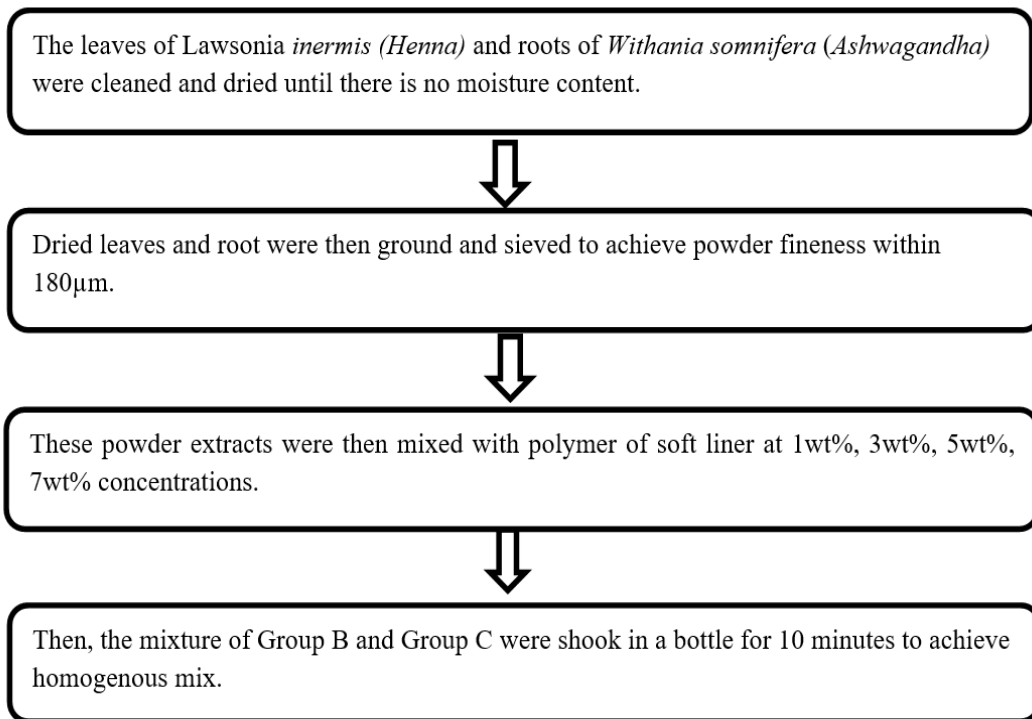 The leaves of Lawsonia inermis (Henna) and roots of Withania somnifera (Ashwagandha)
were cleaned and dried until there is no moisture content.
Dried leaves and root were then ground and sieved to achieve powder fineness within
180µm.
These powder extracts were then mixed with polymer of soft liner at 1wt%, 3wt%, 5wt%,
7wt% concentrations.
Then, the mixture of Group B and Group C were shook in a bottle for 10 minutes to achieve
homogenous mix.